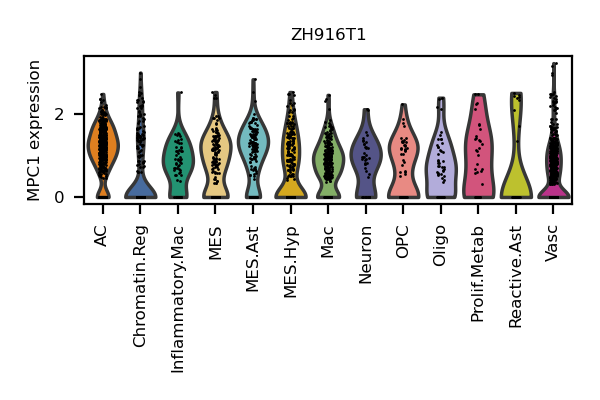 ZH916T1
MPC1 expression
2
0
AC
Chromatin.Reg
Inflammatory.Mac
MES
MES.Ast
MES.Hyp
Mac
Neuron
OPC
Oligo
Prolif.Metab
Reactive.Ast
Vasc